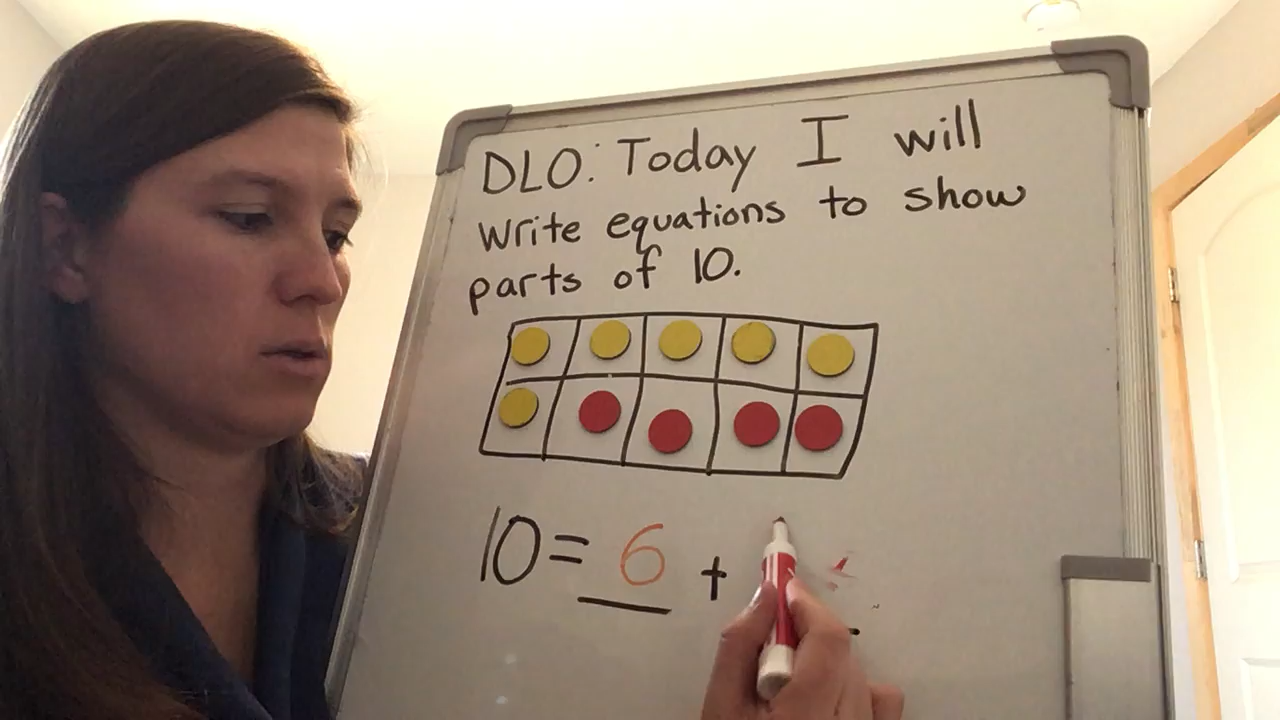 DLO: Today I will
write equations to show
parts of 10.
10 = 6 +